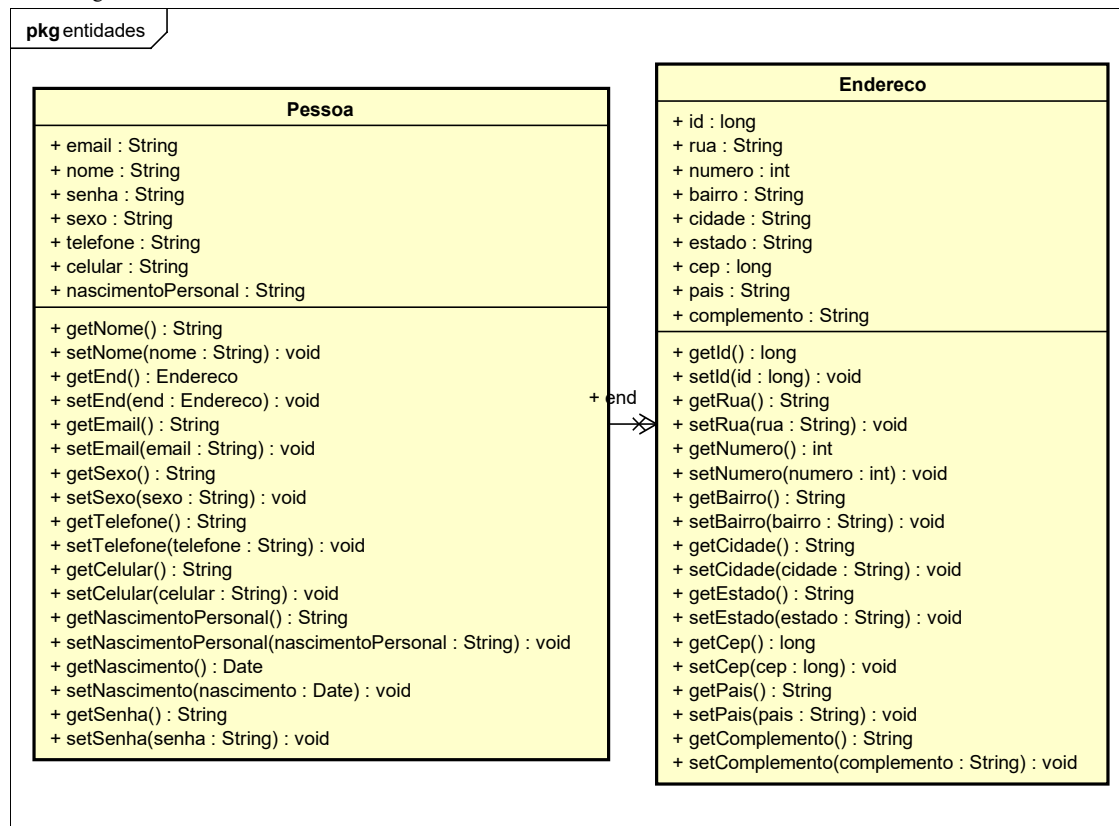 pkg entidades
Pessoa
+ email : String
+ nome : String
+ senha : String
+ sexo : String
+ telefone : String
+ celular : String
+ nascimentoPersonal : String
+ getNome() : String
+ setNome(nome : String) : void
+ getEnd() : Endereco
+ setEnd(end : Endereco) : void
+ getEmail() : String
+ setEmail(email : String) : void
+ getSexo() : String
+ setSexo(sexo : String) : void
+ getTelefone() : String
+ setTelefone(telefone : String) : void
+ getCelular() : String
+ setCelular(celular : String) : void
+ getNascimentoPersonal() : String
+ setNascimentoPersonal(nascimentoPersonal : String) : void
+ getNascimento() : Date
+ setNascimento(nascimento : Date) : void
+ getSenha() : String
+ setSenha(senha : String) : void
+ end
Endereco
+ id : long
+ rua : String
+ numero : int
+ bairro : String
+ cidade : String
+ estado : String
+ cep : long
+ pais : String
+ complemento : String
+ getId() : long
+ setId(id : long) : void
+ getRua() : String
+ setRua(rua : String) : void
+ getNumero() : int
+ setNumero(numero : int) : void
+ getBairro() : String
+ setBairro(bairro : String) : void
+ getCidade() : String
+ setCidade(cidade : String) : void
+ getEstado() : String
+ setEstado(estado : String) : void
+ getCep() : long
+ setCep(cep : long) : void
+ getPais() : String
+ setPais(pais : String) : void
+ getComplemento() : String
+ setComplemento(complemento : String) : void